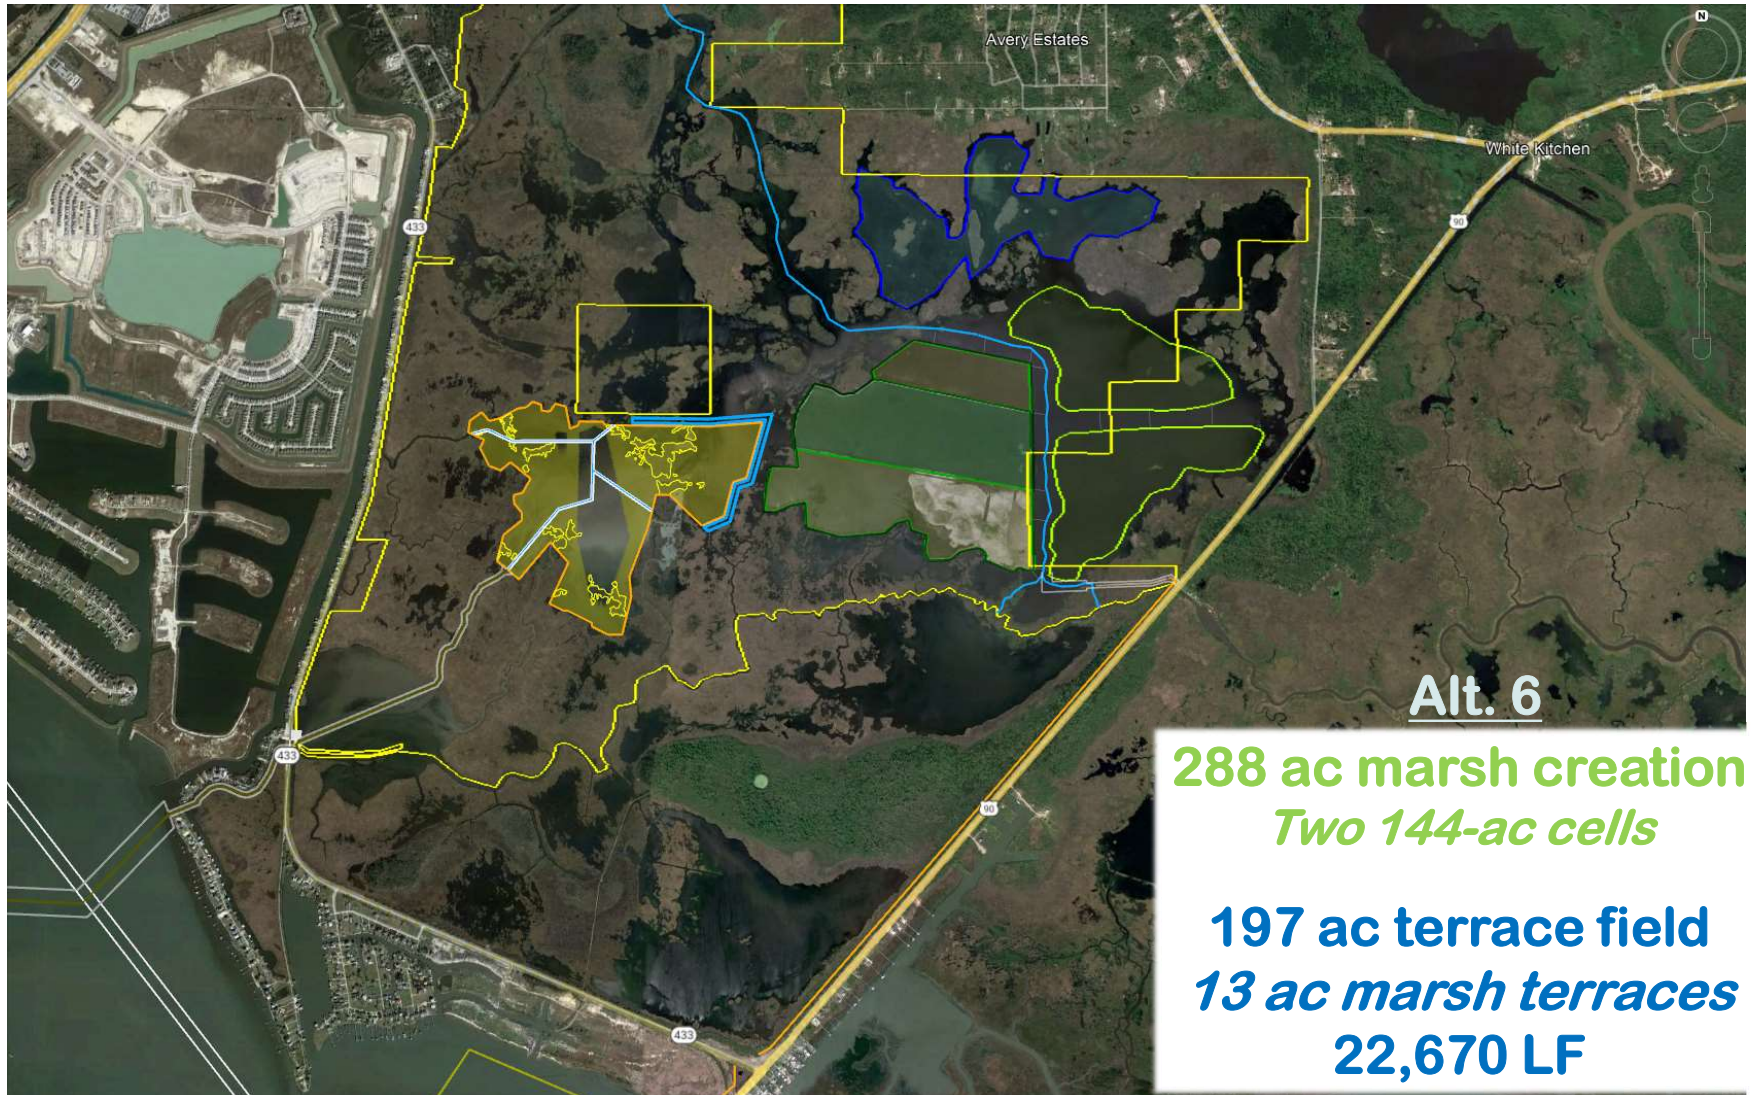 N
Avery Estates
White Kitchen
433
90
433
90
433
Alt. 6
288 ac marsh creation
Two 144-ac cells
197 ac terrace field
13 ac marsh terraces
22,670 LF